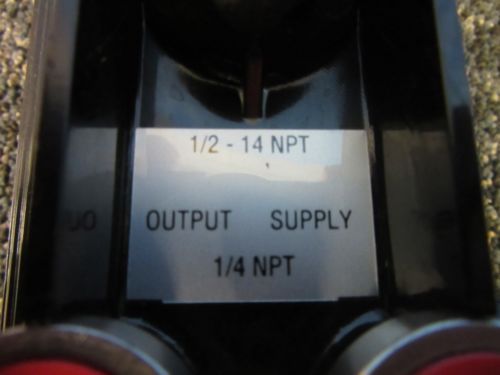 1/2 - 14 NPT
OUTPUT SUPPLY
1/4 NPT